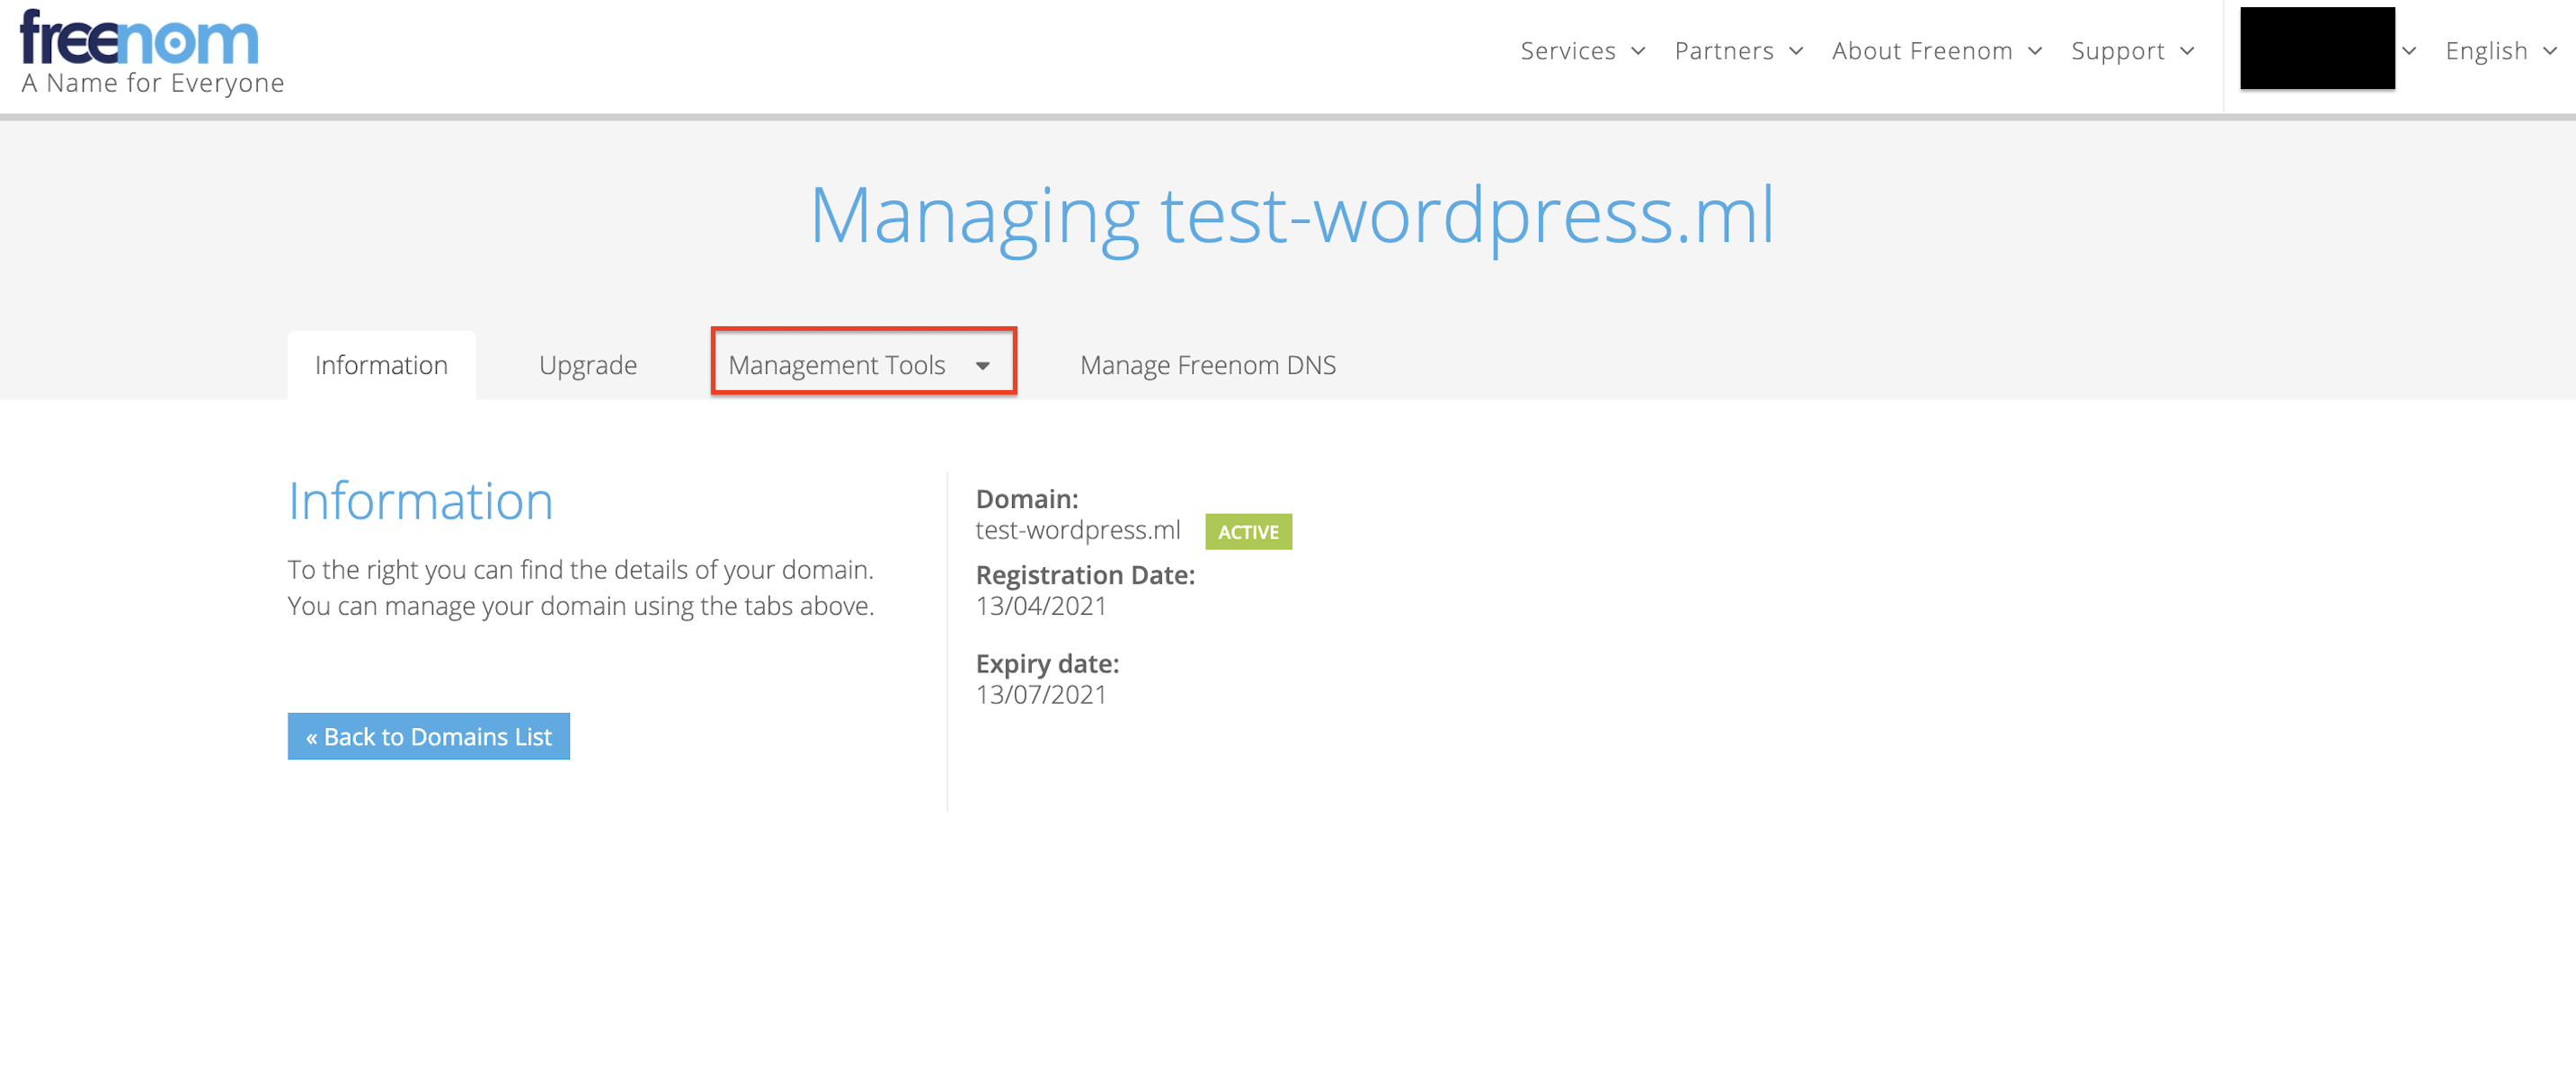 freenom
A Name for Everyone
Services
Partners
About Freenom
Support
English
Managing test-wordpress.ml
Information
Upgrade
Management Tools
Manage Freenom DNS
Information
To the right you can find the details of your domain.
You can manage your domain using the tabs above.
« Back to Domains List
Domain:
test-wordpress.ml ACTIVE
Registration Date:
13/04/2021
Expiry date:
13/07/2021